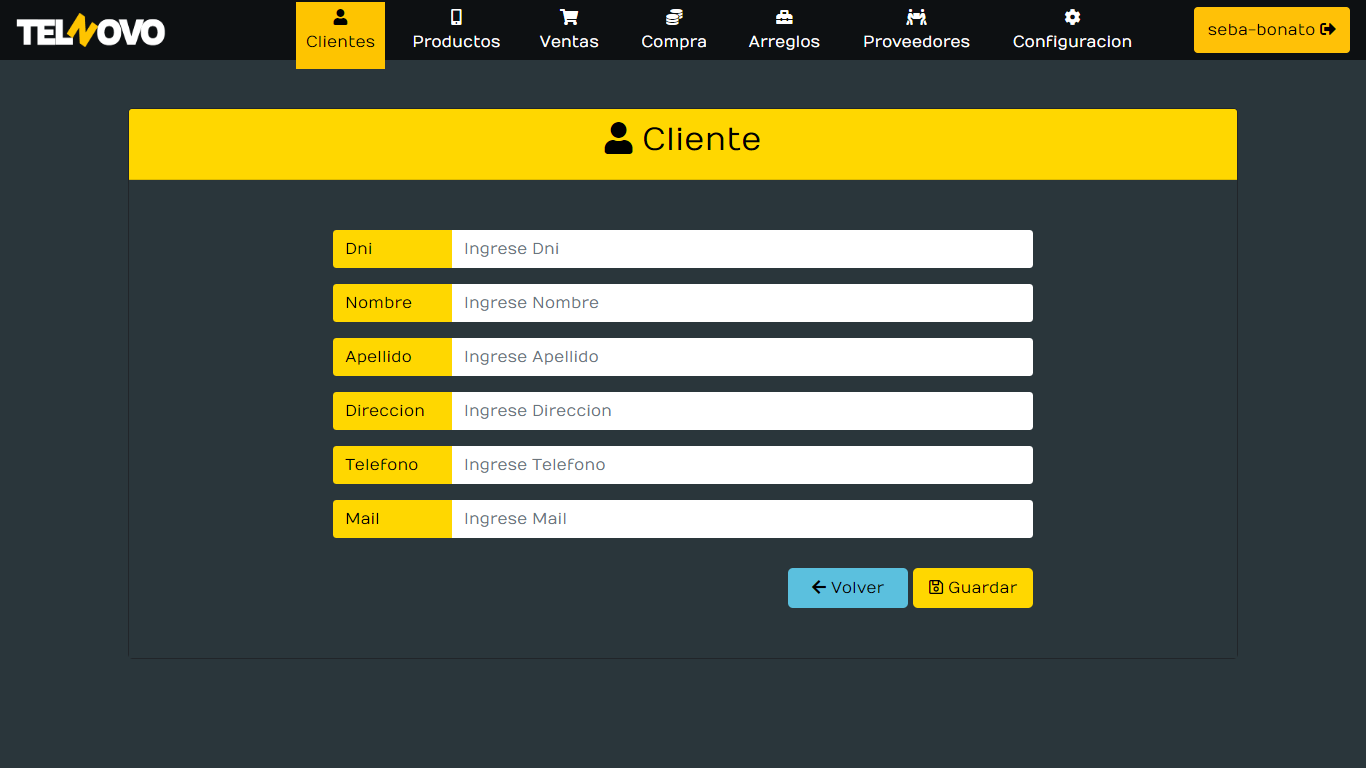 TELNOVO
Clientes
Productos
Ventas
Compra
Arreglos
Proveedores
Configuracion
seba-bonato
Cliente
Dni Ingrese Dni
Nombre Ingrese Nombre
Apellido Ingrese Apellido
Direccion Ingrese Direccion
Telefono Ingrese Telefono
Mail Ingrese Mail
Volver
Guardar